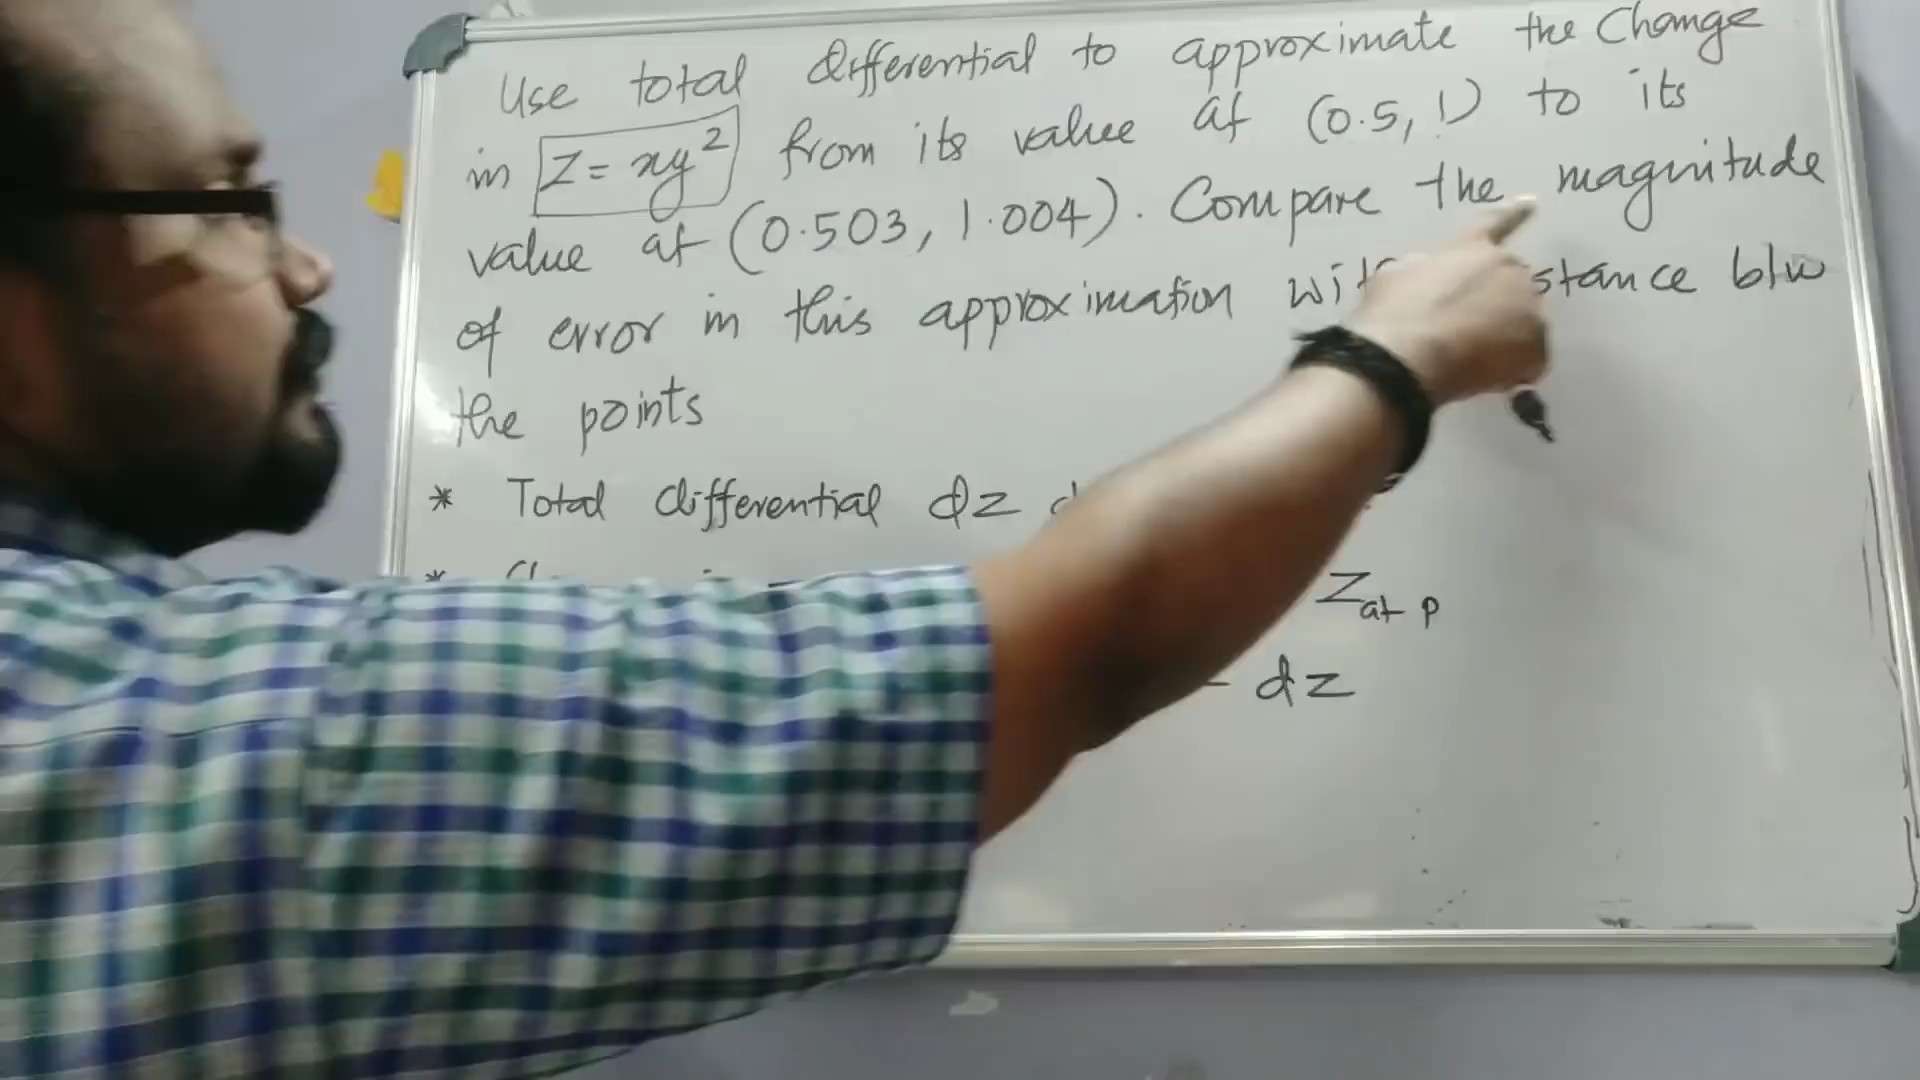 Use total differential to approximate the Change
in z = xy² from its value at (0.5, 1) to its
value at (0.503, 1.004). Compare the magnitude
of error in this approximation stance b/w
the points
* Total differential dz
*
Z at p
- dz